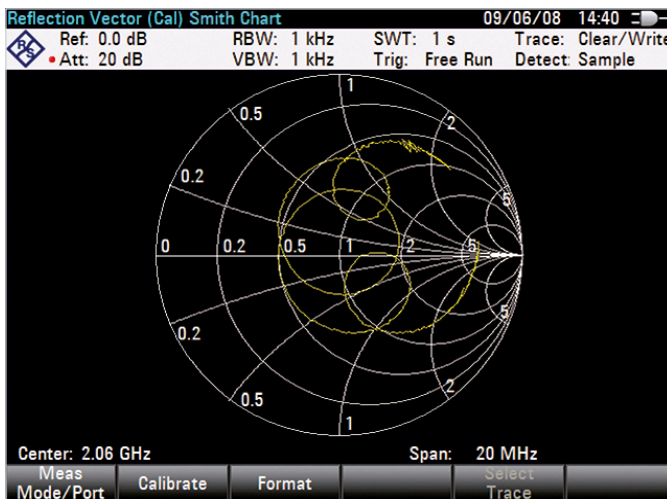 Reflection Vector (Cal) Smith Chart 09/06/08 14:40
Ref: 0.0 dB RBW: 1 kHz SWT: 1 s Trace: Clear/Write
Att: 20 dB VBW: 1 kHz Trig: Free Run Detect: Sample
R&S
1
0.5
2
0.2
5
0 0.2 0.5 1 2 5
5
0.2
0.5
2
1
Center: 2.06 GHz Span: 20 MHz
Meas Mode/Port Calibrate Format Select Trace